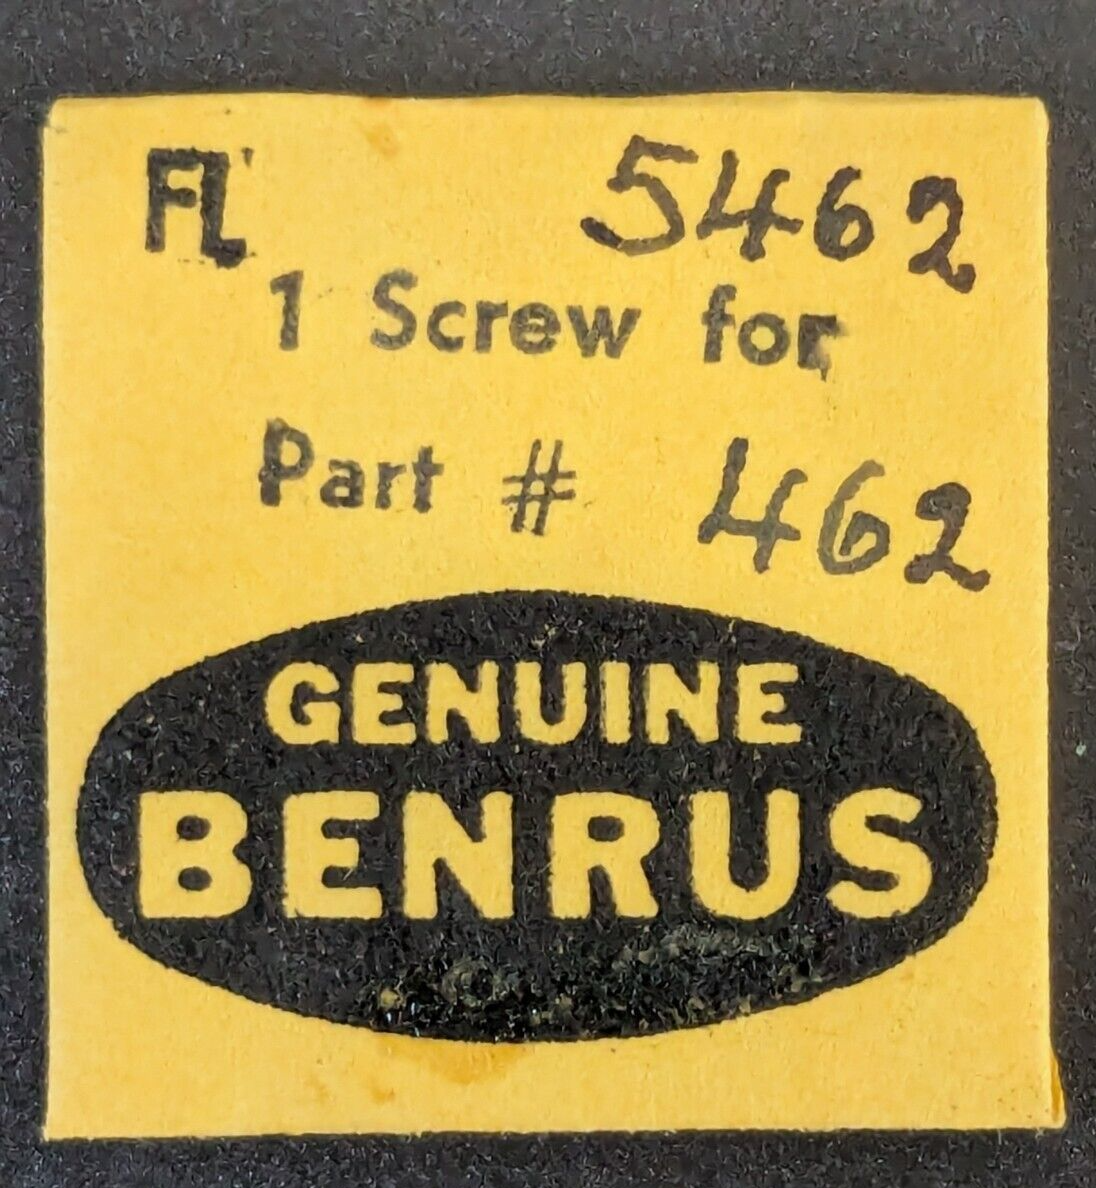 FL 5462
1 Screw for
Part # 462
GENUINE
BENRUS